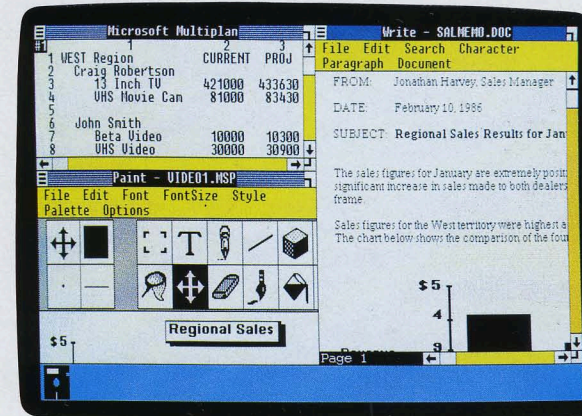 Microsoft Multiplan
#1 1 2 3
1 WEST Region CURRENT PROJ
2 Craig Robertson
3 13 Inch TV 421000 433630
4 VHS Movie Cam 81000 83430
5
6 John Smith
7 Beta Video 10000 10300
8 VHS Video 30000 30900
Paint - VIDEO1.MSP
File Edit Font FontSize Style
Palette Options
T
Regional Sales
$5
Write - SALMEMO.DOC
File Edit Search Character
Paragraph Document
FROM: Jonathan Harvey, Sales Manager
DATE: February 10, 1986
SUBJECT: Regional Sales Results for Jan
The sales figures for January are extremely posit
significant increase in sales made to both dealers
frame.
Sales figures for the West territory were highest a
The chart below shows the comparison of the fou
$5
4
3
Page 1